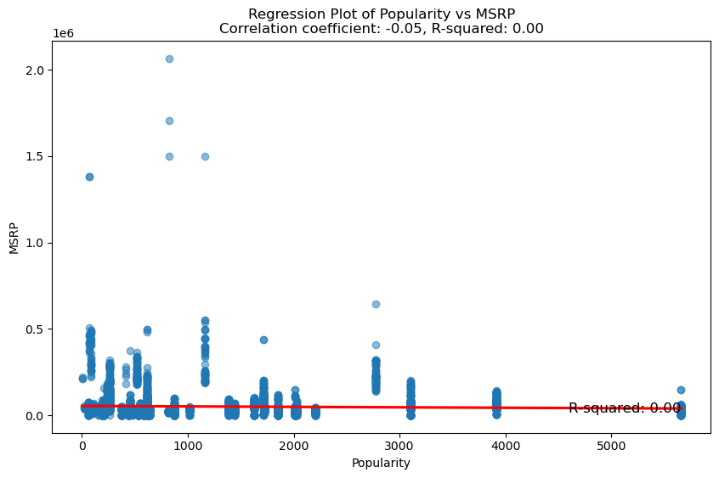 Regression Plot of Popularity vs MSRP
Correlation coefficient: -0.05, R-squared: 0.00
1e6
2.0
1.5
1.0
0.5
0.0
MSRP
R-squared: 0.00
0 1000 2000 3000 4000 5000
Popularity